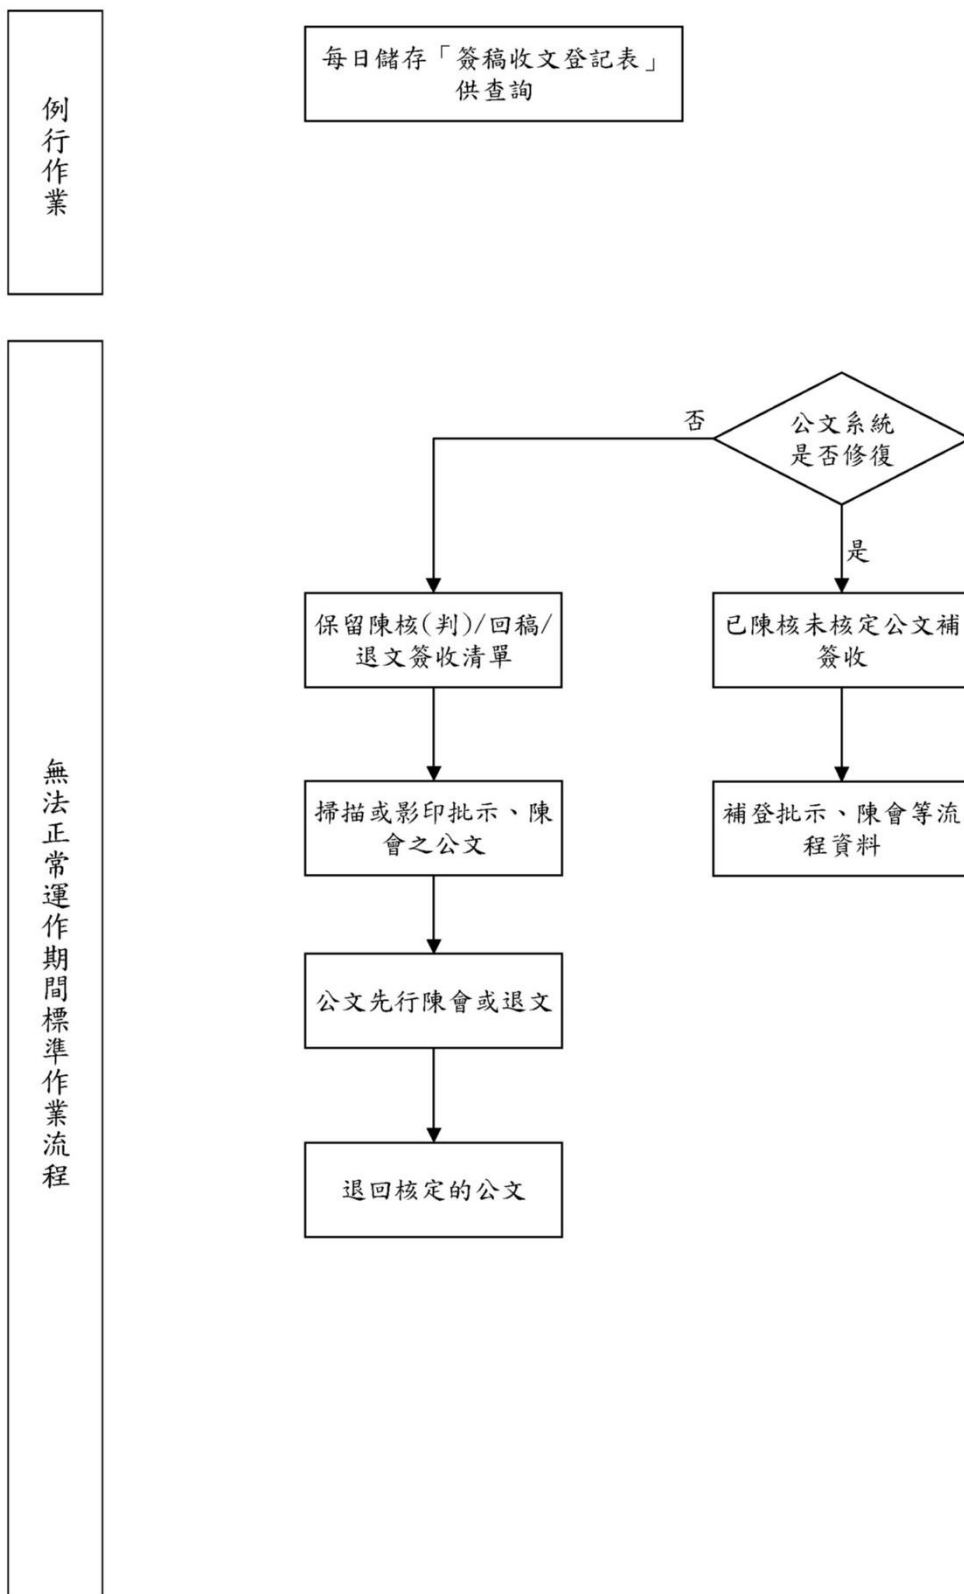 例行作業
每日儲存「簽稿收文登記表」
供查詢
無法正常運作期間標準作業流程
公文系統
是否修復
否
是
保留陳核(判)/回稿/
退文簽收清單
已陳核未核定公文補
簽收
掃描或影印批示、陳
會之公文
補登批示、陳會等流
程資料
公文先行陳會或退文
退回核定的公文